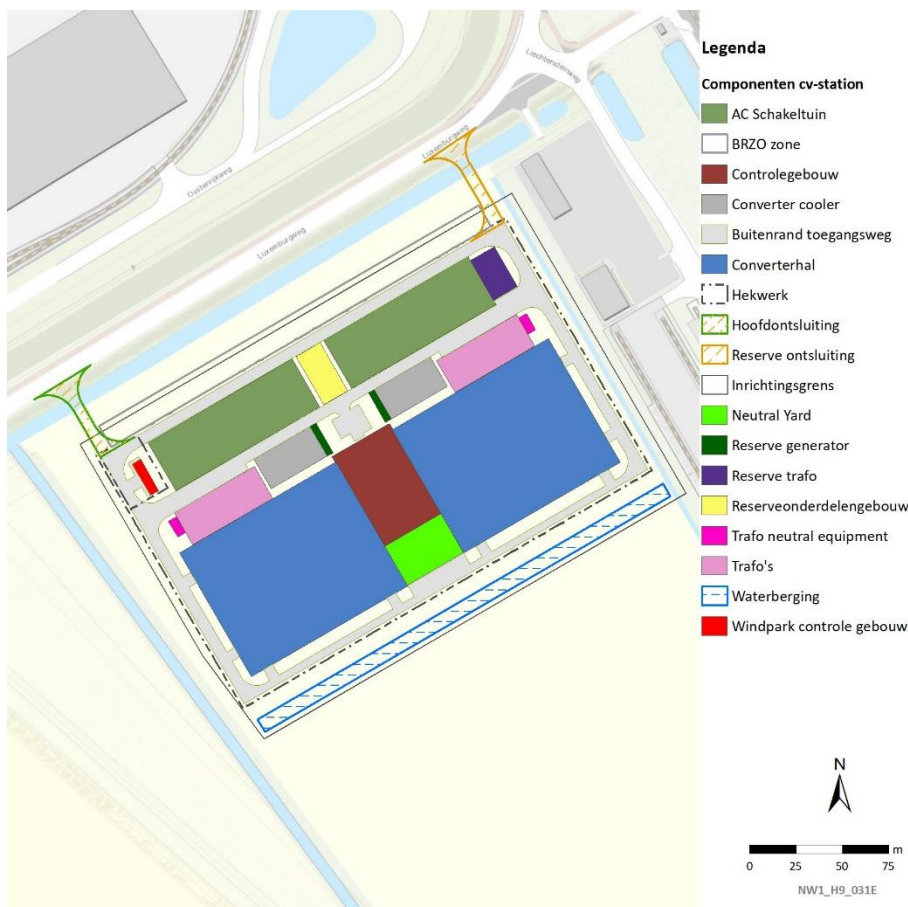 Legenda
Componenten cv-station
AC Schakeltuin
BRZO zone
Controlegebouw
Converter cooler
Buitenrand toegangsweg
Converterhal
Hekwerk
Hoofdontsluiting
Reserve ontsluiting
Inrichtingsgrens
Neutral Yard
Reserve generator
Reserve trafo
Reserveonderdelengebouw
Trafo neutral equipment
Trafo's
Waterberging
Windpark controle gebouw
Liechtensteinweg
Luxemburgweg
Oostenrijkweg
Luxemburgweg
N
m
0 25 50 75
NW1_H9_031E